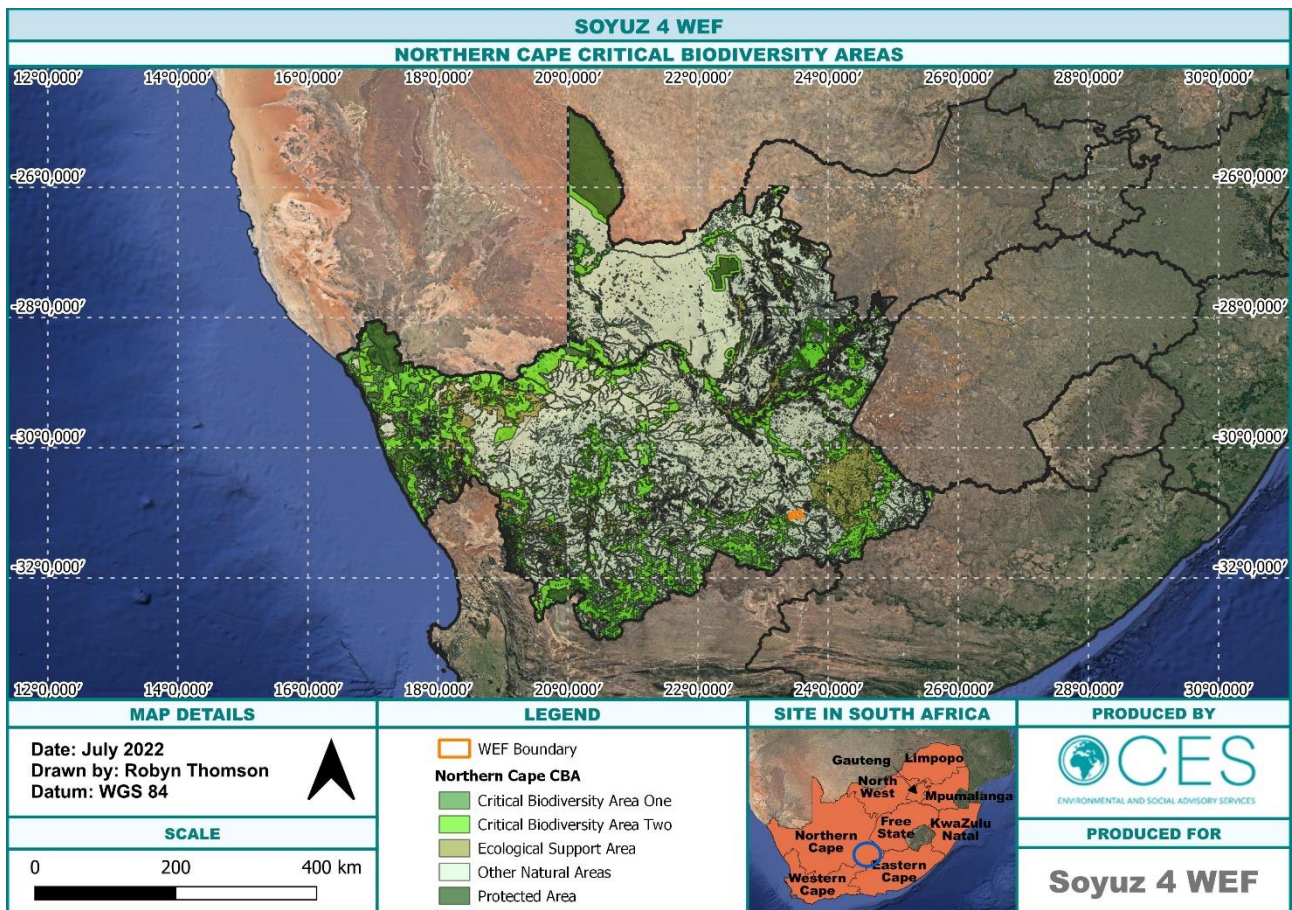 SOYUZ 4 WEF
NORTHERN CAPE CRITICAL BIODIVERSITY AREAS
12°0,000′ 14°0,000′ 16°0,000′ 18°0,000′ 20°0,000′ 22°0,000′ 24°0,000′ 26°0,000′ 28°0,000′ 30°0,000′
-26°0,000′ -26°0,000′
-28°0,000′ -28°0,000′
-30°0,000′ -30°0,000′
-32°0,000′ -32°0,000′
12°0,000′ 14°0,000′ 16°0,000′ 18°0,000′ 20°0,000′ 22°0,000′ 24°0,000′ 26°0,000′ 28°0,000′ 30°0,000′
MAP DETAILS
Date: July 2022
Drawn by: Robyn Thomson
Datum: WGS 84
SCALE
0 200 400 km
LEGEND
WEF Boundary
Northern Cape CBA
Critical Biodiversity Area One
Critical Biodiversity Area Two
Ecological Support Area
Other Natural Areas
Protected Area
SITE IN SOUTH AFRICA
Gauteng
Limpopo
North
West
Mpumalanga
Free
State
KwaZulu
Natal
Northern
Cape
Eastern
Cape
Western
Cape
PRODUCED BY
CES
ENVIRONMENTAL AND SOCIAL ADVISORY SERVICES
PRODUCED FOR
Soyuz 4 WEF